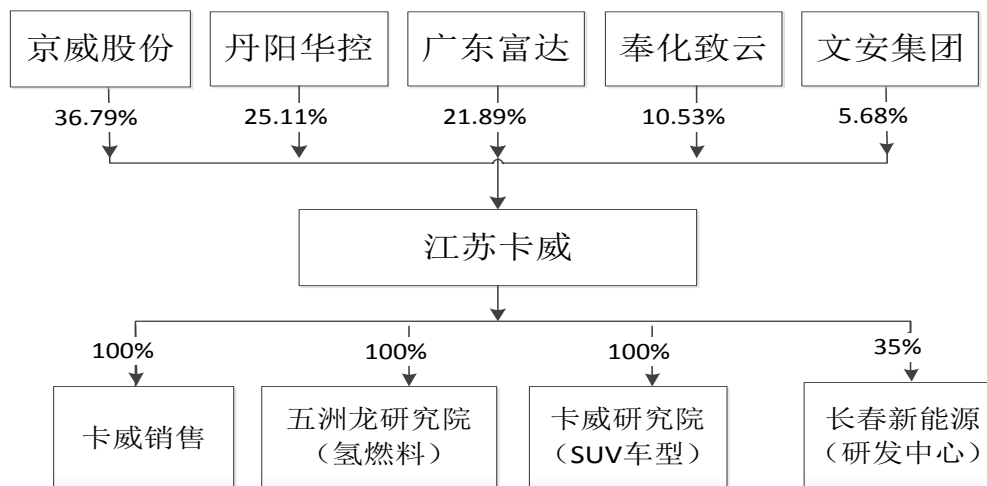 京威股份 丹阳华控 广东富达 奉化致云 文安集团
36.79% 25.11% 21.89% 10.53% 5.68%
江苏卡威
100% 100% 100% 35%
卡威销售
五洲龙研究院
（氢燃料）
卡威研究院
（SUV车型）
长春新能源
（研发中心）